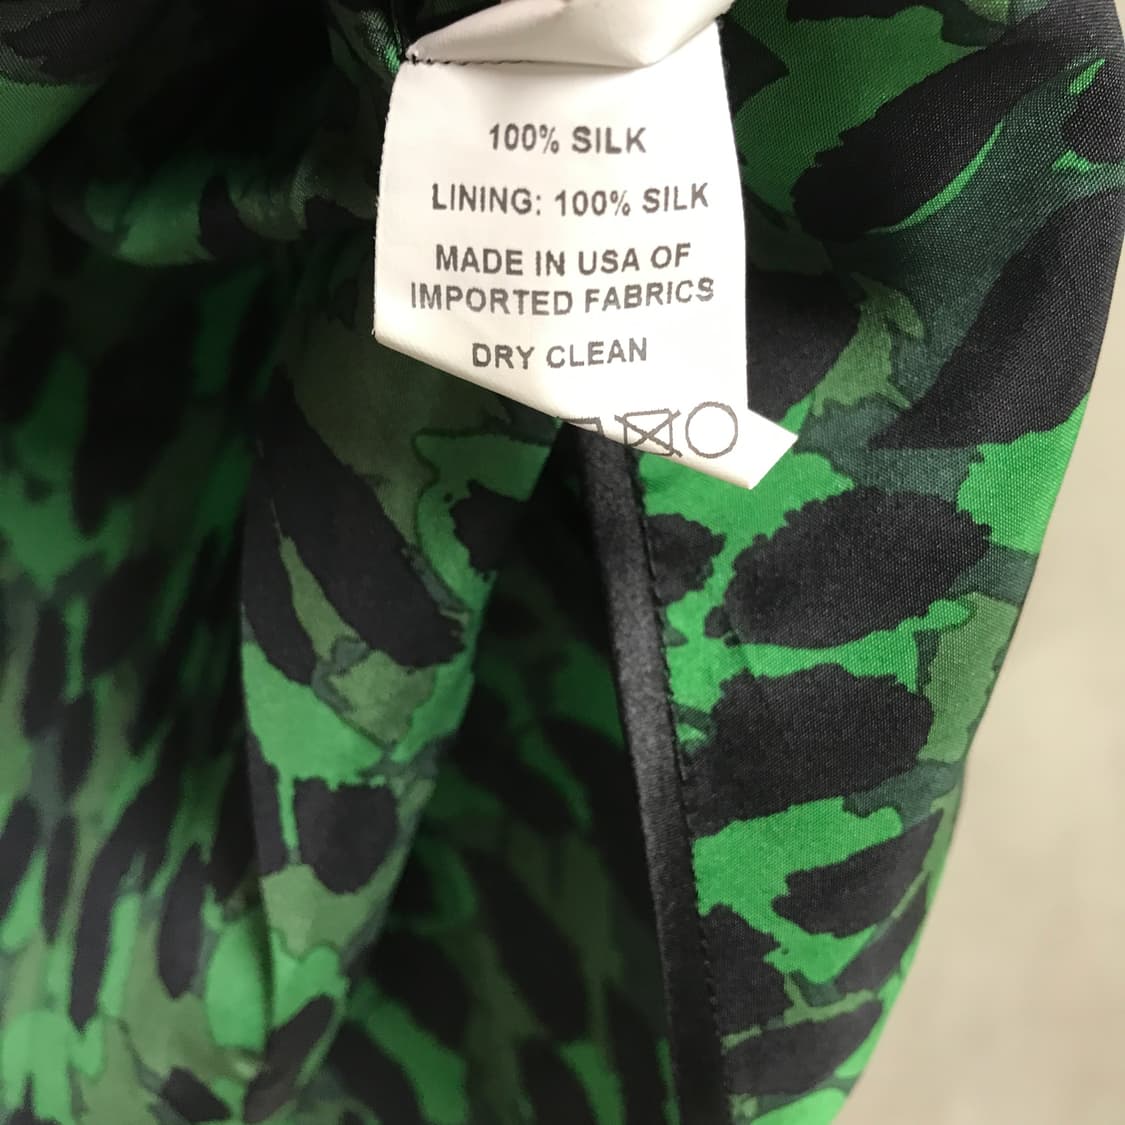 100% SILK
LINING: 100% SILK
MADE IN USA OF
IMPORTED FABRICS
DRY CLEAN